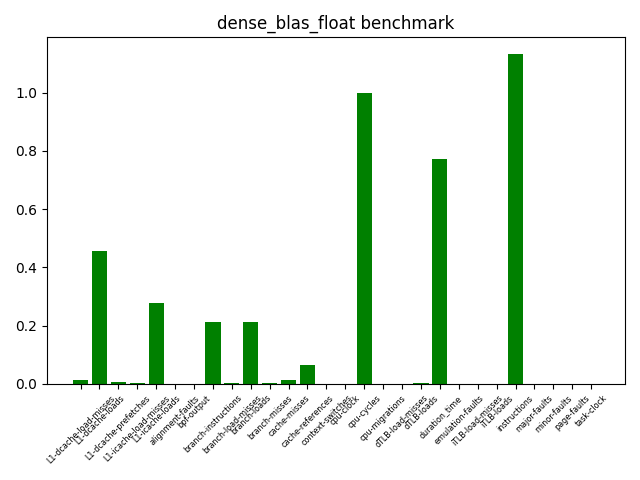 dense_blas_float benchmark
1.0
0.8
0.6
0.4
0.2
0.0
L1-dcache-load-misses
L1-dcache-loads
L1-dcache-prefetches
L1-icache-load-misses
L1-icache-loads
alignment-faults
bpf-output
branch-instructions
branch-load-misses
branch-loads
branch-misses
cache-misses
cache-references
context-switches
cpu-clock
cpu-cycles
cpu-migrations
dTLB-load-misses
dTLB-loads
duration_time
emulation-faults
iTLB-load-misses
iTLB-loads
instructions
major-faults
minor-faults
page-faults
task-clock